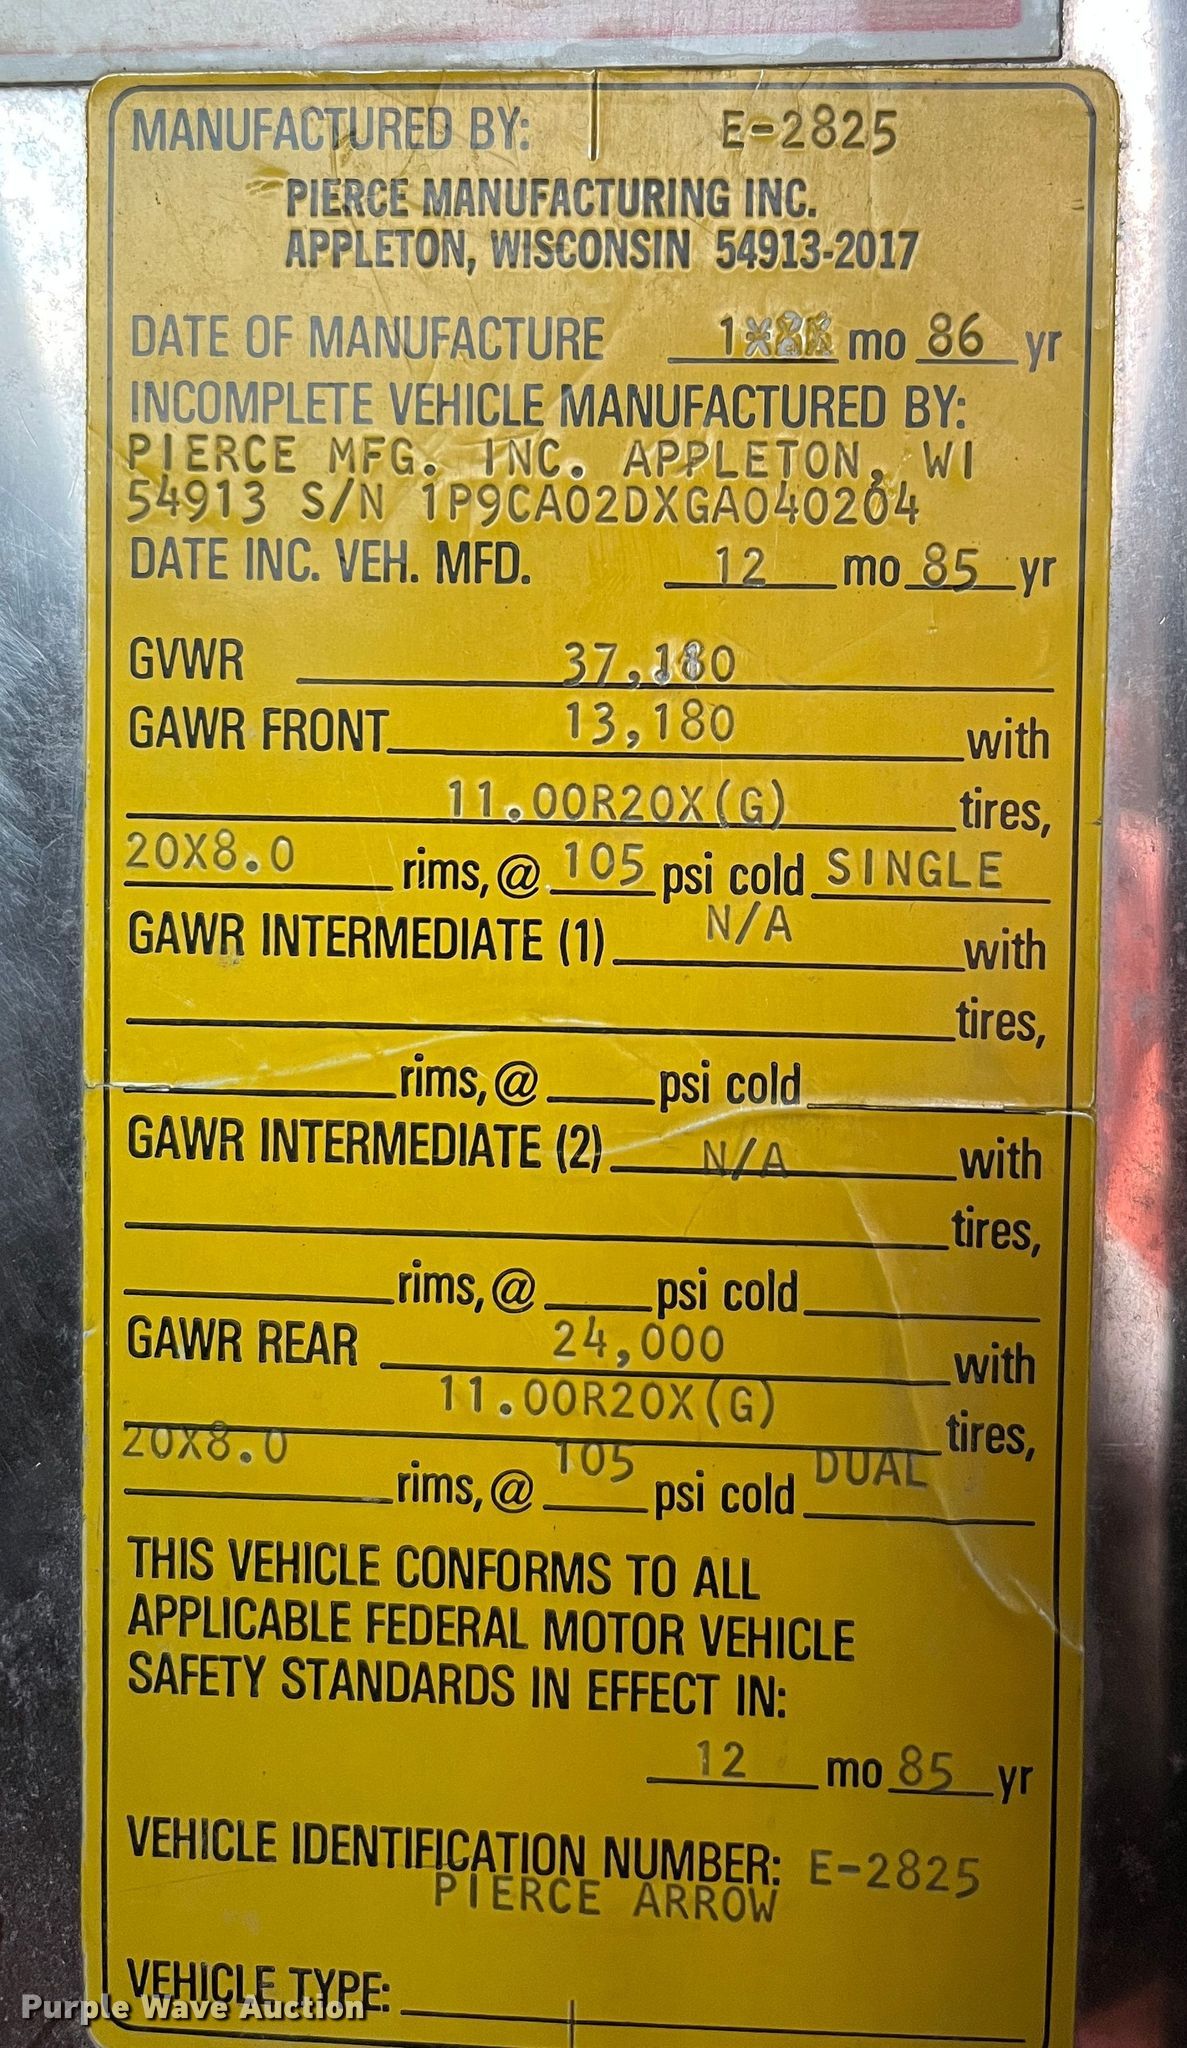 MANUFACTURED BY: E-2825
PIERCE MANUFACTURING INC.
APPLETON, WISCONSIN 54913-2017
DATE OF MANUFACTURE 1 mo 86 yr
INCOMPLETE VEHICLE MANUFACTURED BY:
PIERCE MFG. INC. APPLETON, WI
54913 S/N 1P9CA02DXGA040204
DATE INC. VEH. MFD. 12 mo 85 yr
GVWR 37,180
GAWR FRONT 13,180 with
11.00R20X(G) tires,
20X8.0 rims, @ 105 psi cold SINGLE
GAWR INTERMEDIATE (1) N/A with
tires,
rims, @ psi cold
GAWR INTERMEDIATE (2) N/A with
tires,
rims, @ psi cold
GAWR REAR 24,000 with
11.00R20X(G) tires,
20X8.0 rims, @ 105 psi cold DUAL
THIS VEHICLE CONFORMS TO ALL
APPLICABLE FEDERAL MOTOR VEHICLE
SAFETY STANDARDS IN EFFECT IN:
12 mo 85 yr
VEHICLE IDENTIFICATION NUMBER: E-2825
PIERCE ARROW
VEHICLE TYPE:
Purple Wave Auction